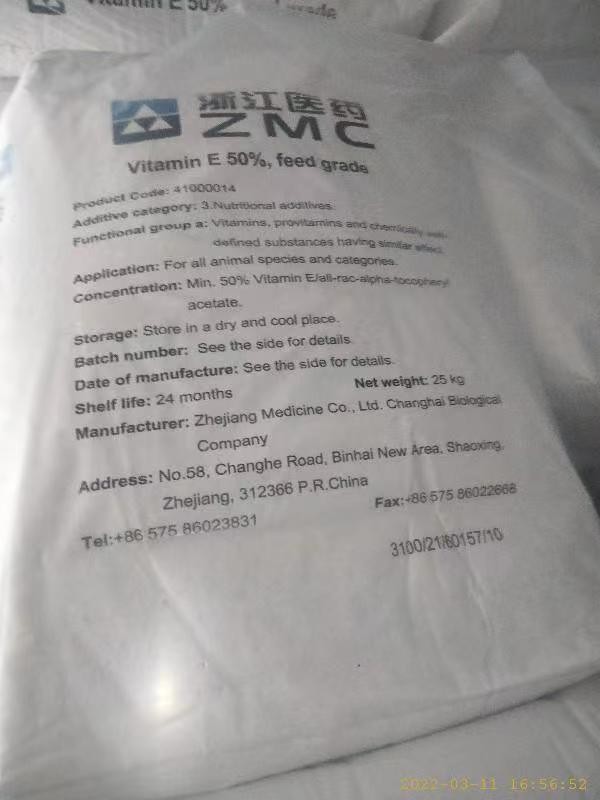 Vitamin E 50%
浙江医药
ZMC
Vitamin E 50%, feed grade
Product Code: 41000014
Additive category: 3.Nutritional additives.
Functional group a: Vitamins, provitamins and chemically well-
defined substances having similar effect.
Application: For all animal species and categories.
Concentration: Min. 50% Vitamin E/all-rac-alpha-tocopheryl
acetate.
Storage: Store in a dry and cool place.
Batch number: See the side for details
Date of manufacture: See the side for details.
Shelf life: 24 months Net weight: 25 kg
Manufacturer: Zhejiang Medicine Co., Ltd. Changhai Biological
Company
Address: No.58, Changhe Road, Binhai New Area, Shaoxing,
Zhejiang, 312366 P.R.China
Tel:+86 575 86023831 Fax:+86 575 86022668
3100/21/60157/10
2022-03-11 16:56:52